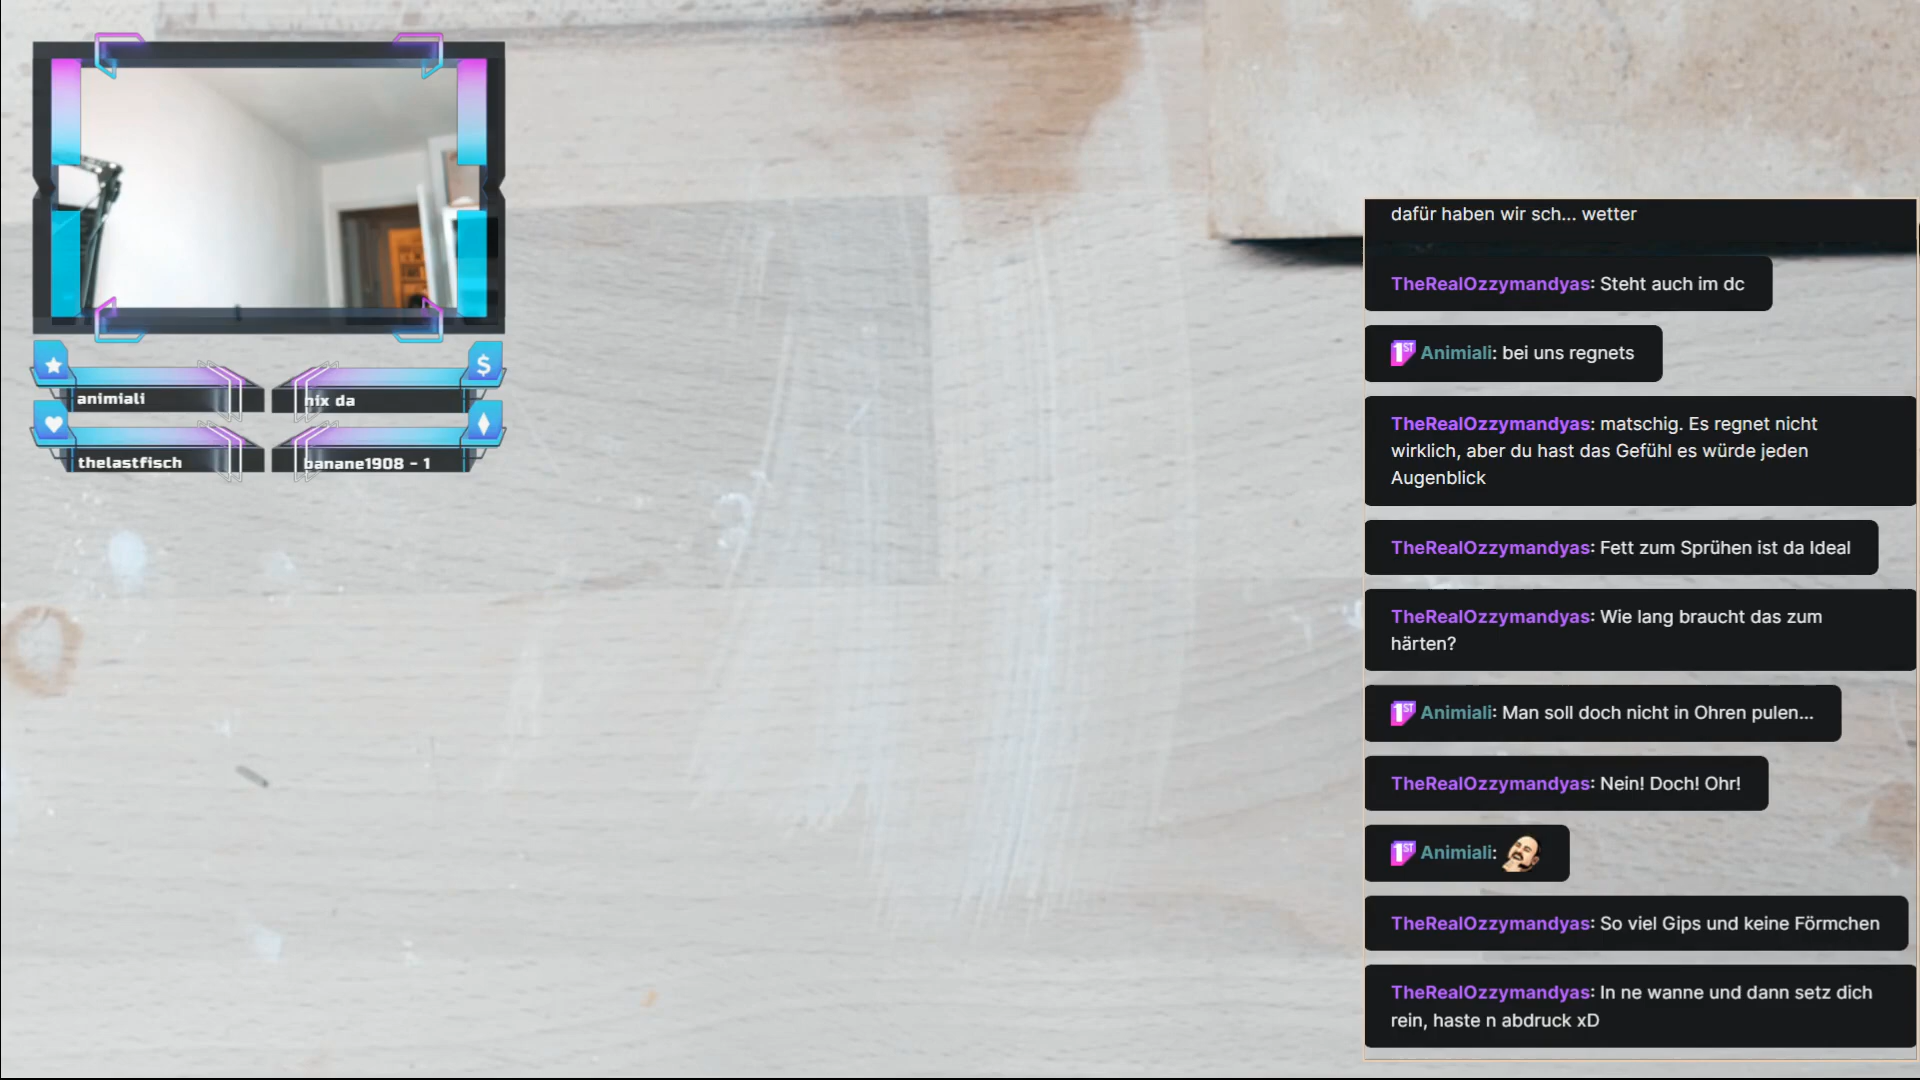 animiali
nix da
thelastfisch
banane1908 - 1
dafür haben wir sch... wetter
TheRealOzzymandyas: Steht auch im dc
1ST Animiali: bei uns regnets
TheRealOzzymandyas: matschig. Es regnet nicht
wirklich, aber du hast das Gefühl es würde jeden
Augenblick
TheRealOzzymandyas: Fett zum Sprühen ist da Ideal
TheRealOzzymandyas: Wie lang braucht das zum
härten?
1ST Animiali: Man soll doch nicht in Ohren pulen...
TheRealOzzymandyas: Nein! Doch! Ohr!
1ST Animiali:
TheRealOzzymandyas: So viel Gips und keine Förmchen
TheRealOzzymandyas: In ne wanne und dann setz dich
rein, haste n abdruck xD